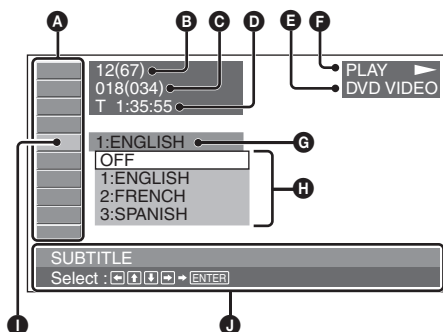 A B C D E F
12(67)
018(034)
T 1:35:55
PLAY ►
DVD VIDEO
1:ENGLISH G
OFF
1:ENGLISH
2:FRENCH
3:SPANISH
H
SUBTITLE
Select : ←↑↓→ → ENTER
I J